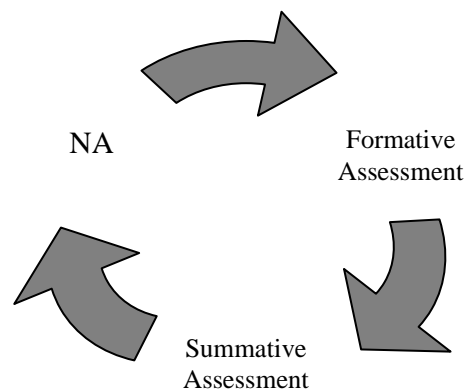 NA
Formative
Assessment
Summative
Assessment